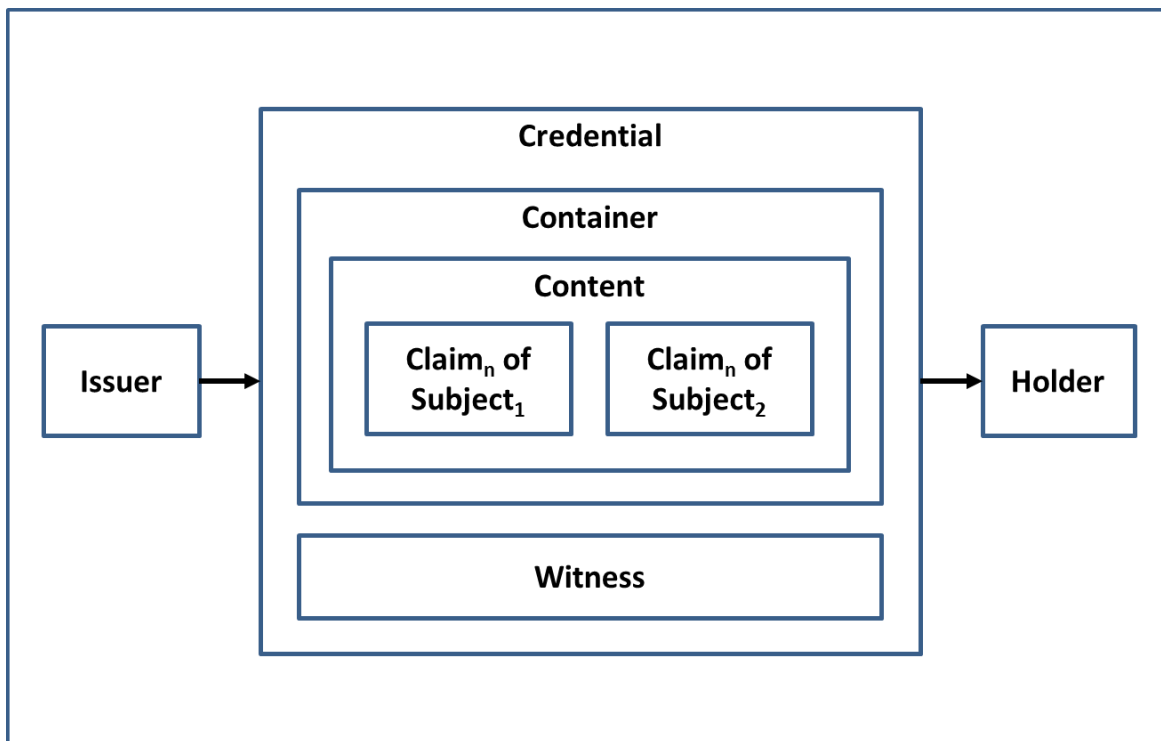 Credential
Container
Content
Issuer
Claimₙ of
Subject₁
Claimₙ of
Subject₂
Holder
Witness